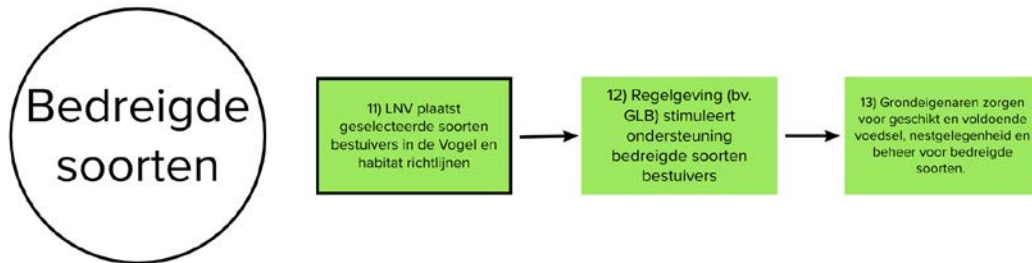 Bedreigde
soorten
11) LNV plaatst
geselecteerde soorten
bestuivers in de Vogel en
habitat richtlijnen
12) Regelgeving (bv.
GLB) stimuleert
ondersteuning
bedreigde soorten
bestuivers
13) Grondeigenaren zorgen
voor geschikt en voldoende
voedsel, nestgelegenheid en
beheer voor bedreigde
soorten.